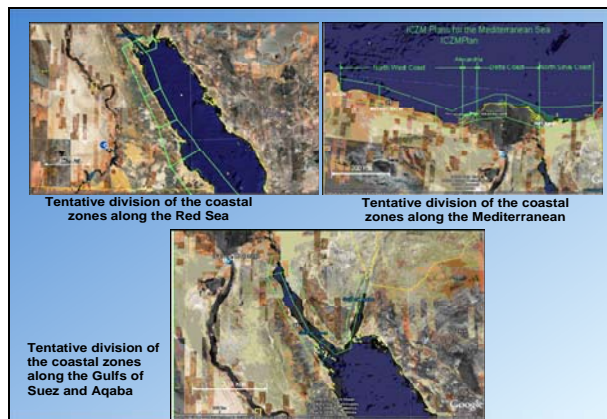 ICZM Plans for the Mediterranean Sea
ICZMPlan
Alexandria
North West Coast
Delta Coast
North Sinai Coast
Tentative division of the coastal
zones along the Red Sea
Tentative division of the coastal
zones along the Mediterranean
Tentative division of
the coastal zones
along the Gulfs of
Suez and Aqaba
Google